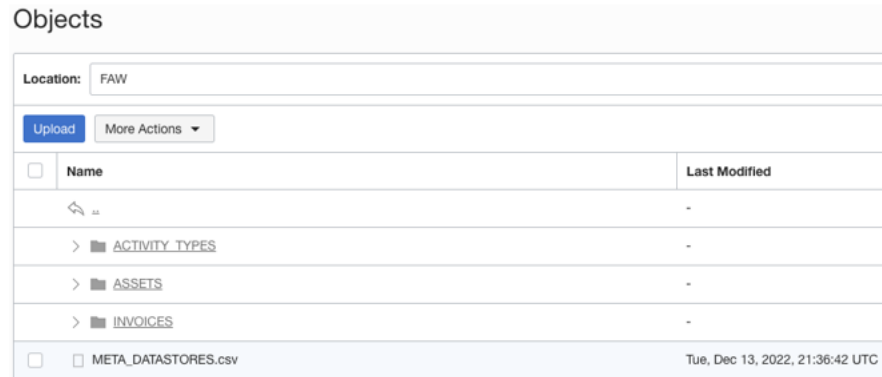 Objects
Location: FAW
Upload More Actions
Name Last Modified
.. -
ACTIVITY_TYPES -
ASSETS -
INVOICES -
META_DATASTORES.csv Tue, Dec 13, 2022, 21:36:42 UTC